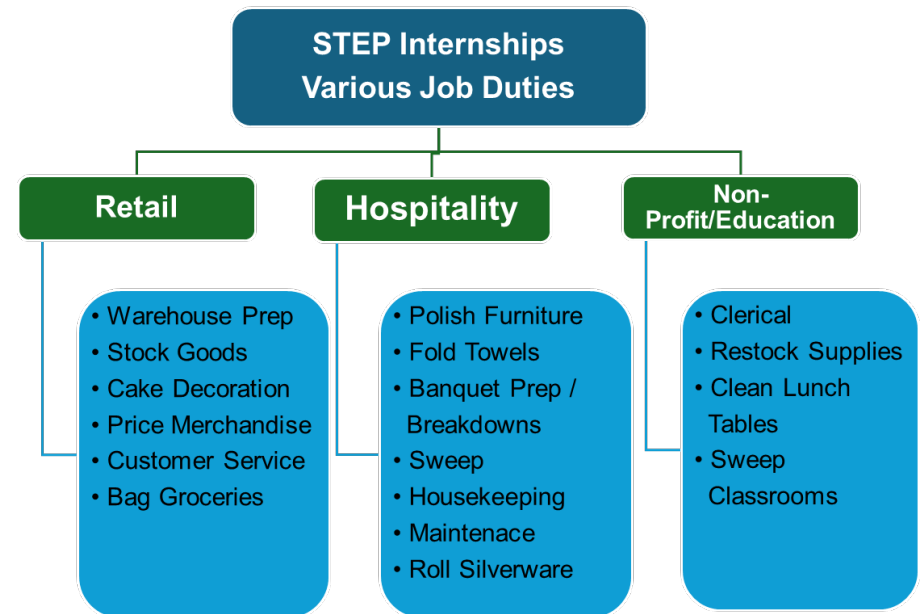 STEP Internships
Various Job Duties
Retail
Hospitality
Non-
Profit/Education
• Warehouse Prep
• Stock Goods
• Cake Decoration
• Price Merchandise
• Customer Service
• Bag Groceries
• Polish Furniture
• Fold Towels
• Banquet Prep /
Breakdowns
• Sweep
• Housekeeping
• Maintenace
• Roll Silverware
• Clerical
• Restock Supplies
• Clean Lunch
Tables
• Sweep
Classrooms